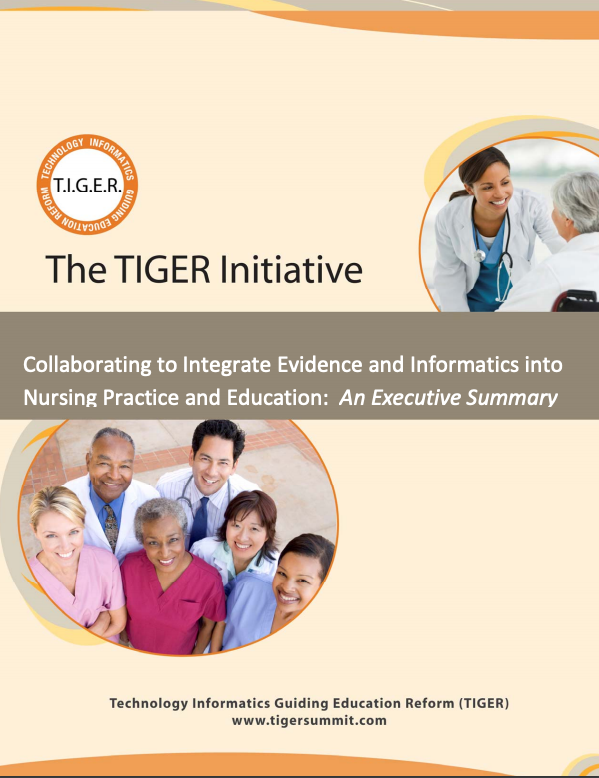 TECHNOLOGY INFORMATICS GUIDING EDUCATION REFORM
T.I.G.E.R.
The TIGER Initiative
Collaborating to Integrate Evidence and Informatics into
Nursing Practice and Education: An Executive Summary
Technology Informatics Guiding Education Reform (TIGER)
www.tigersummit.com